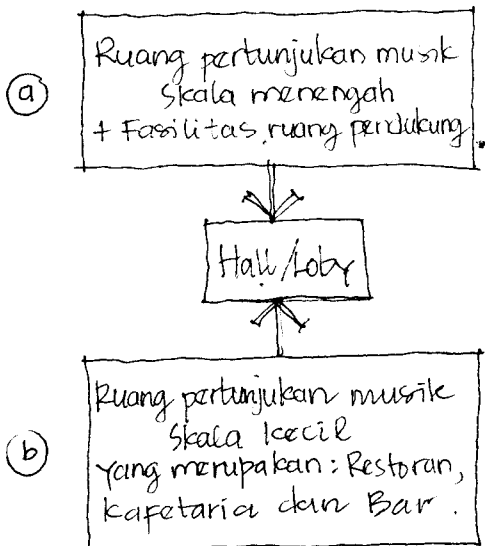 a
Ruang pertunjukan musik
Skala menengah
+ Fasilitas ruang pendukung.
Hall/Loby
b
Ruang pertunjukan musik
Skala kecil
Yang merupakan: Restoran,
Kafetaria dan Bar.